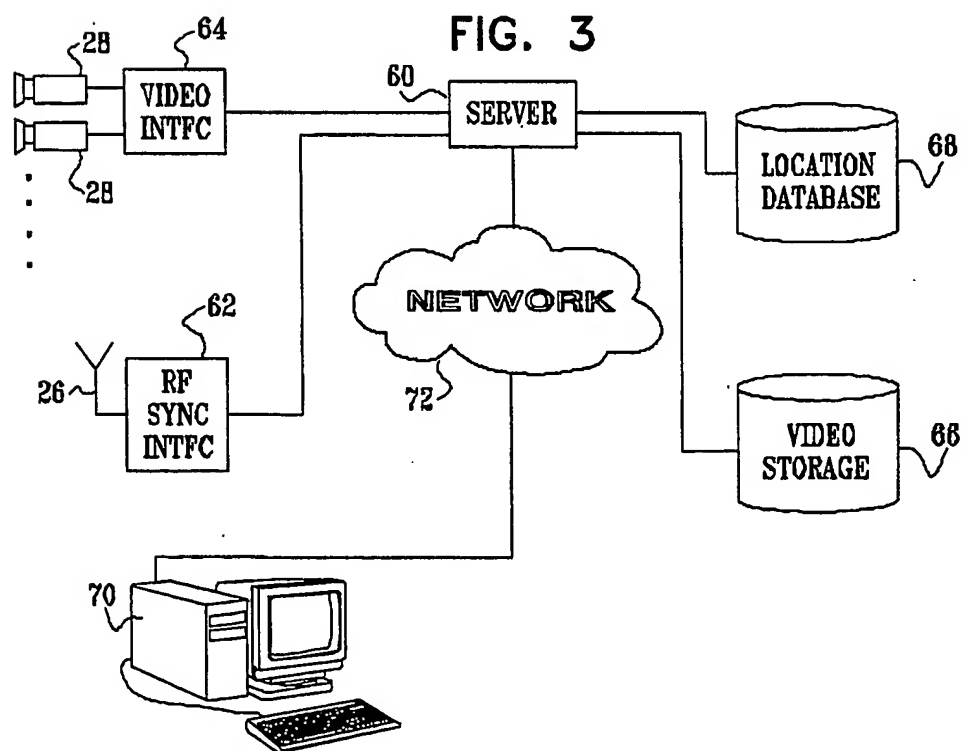 FIG. 3
28
64
VIDEO
INTFC
28
60
SERVER
LOCATION
DATABASE
68
NETWORK
72
62
26
RF
SYNC
INTFC
VIDEO
STORAGE
66
70